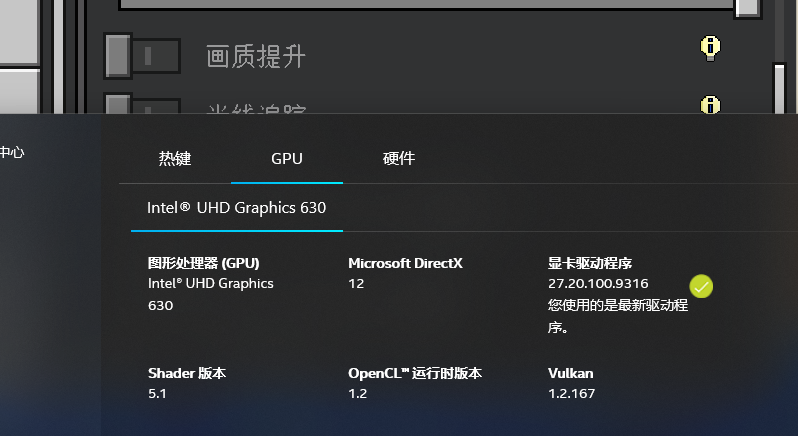 画质提升
光线追踪
中心
热键 GPU 硬件
Intel® UHD Graphics 630
图形处理器 (GPU) Microsoft DirectX 显卡驱动程序
Intel® UHD Graphics 12 27.20.100.9316
630 您使用的是最新驱动程
序。
Shader 版本 OpenCL™ 运行时版本 Vulkan
5.1 1.2 1.2.167